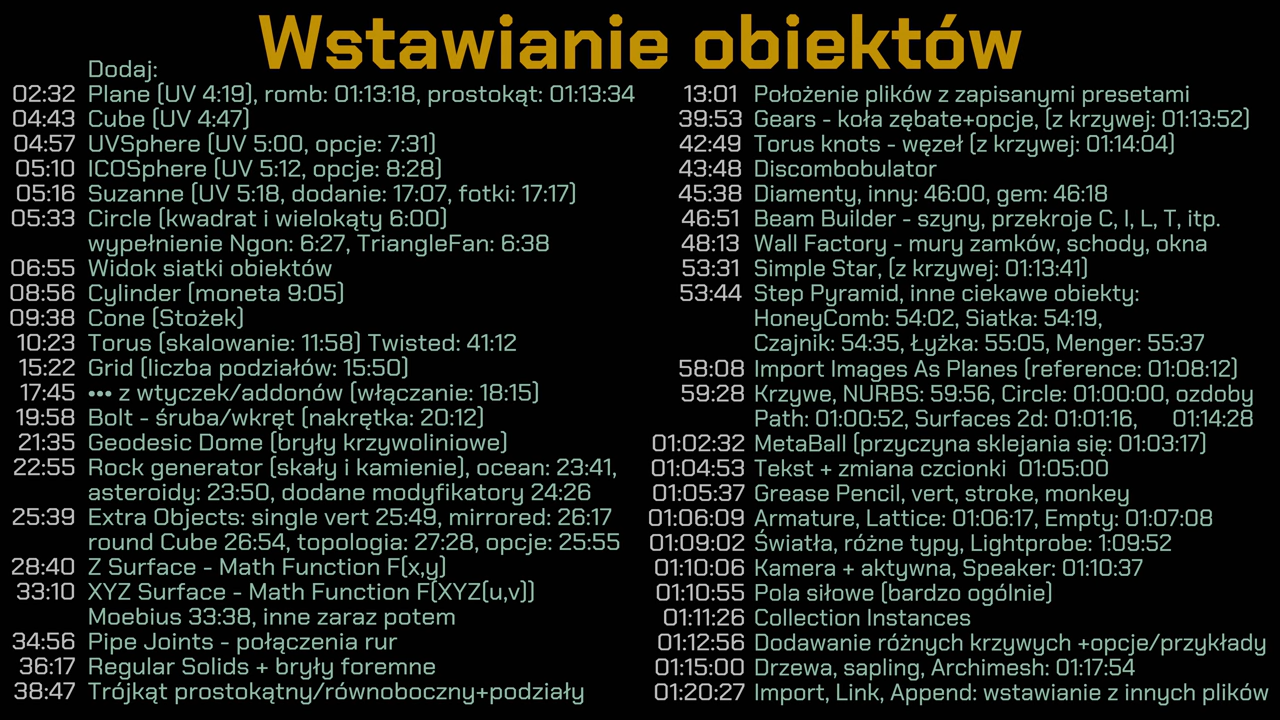 Wstawianie obiektów
Dodaj:
02:32 Plane (UV 4:19), romb: 01:13:18, prostokąt: 01:13:34
04:43 Cube (UV 4:47)
04:57 UVSphere (UV 5:00, opcje: 7:31)
05:10 ICOSphere (UV 5:12, opcje: 8:28)
05:16 Suzanne (UV 5:18, dodanie: 17:07, fotki: 17:17)
05:33 Circle (kwadrat i wielokąty 6:00)
wypełnienie Ngon: 6:27, TriangleFan: 6:38
06:55 Widok siatki obiektów
08:56 Cylinder (moneta 9:05)
09:38 Cone (Stożek)
10:23 Torus (skalowanie: 11:58) Twisted: 41:12
15:22 Grid (liczba podziałów: 15:50)
17:45 ••• z wtyczek/addonów (włączanie: 18:15)
19:58 Bolt - śruba/wkręt (nakrętka: 20:12)
21:35 Geodesic Dome (bryły krzywoliniowe)
22:55 Rock generator (skały i kamienie), ocean: 23:41,
asteroidy: 23:50, dodane modyfikatory 24:26
25:39 Extra Objects: single vert 25:49, mirrored: 26:17
round Cube 26:54, topologia: 27:28, opcje: 25:55
28:40 Z Surface - Math Function F(x,y)
33:10 XYZ Surface - Math Function F(XYZ(u,v))
Moebius 33:38, inne zaraz potem
34:56 Pipe Joints - połączenia rur
36:17 Regular Solids + bryły foremne
38:47 Trójkąt prostokątny/równoboczny+podziały
13:01 Położenie plików z zapisanymi presetami
39:53 Gears - koła zębate+opcje, (z krzywej: 01:13:52)
42:49 Torus knots - węzeł (z krzywej: 01:14:04)
43:48 Discombobulator
45:38 Diamenty, inny: 46:00, gem: 46:18
46:51 Beam Builder - szyny, przekroje C, I, L, T, itp.
48:13 Wall Factory - mury zamków, schody, okna
53:31 Simple Star, (z krzywej: 01:13:41)
53:44 Step Pyramid, inne ciekawe obiekty:
HoneyComb: 54:02, Siatka: 54:19,
Czajnik: 54:35, Łyżka: 55:05, Menger: 55:37
58:08 Import Images As Planes (reference: 01:08:12)
59:28 Krzywe, NURBS: 59:56, Circle: 01:00:00, ozdoby
Path: 01:00:52, Surfaces 2d: 01:01:16, 01:14:28
01:02:32 MetaBall (przyczyna sklejania się: 01:03:17)
01:04:53 Tekst + zmiana czcionki 01:05:00
01:05:37 Grease Pencil, vert, stroke, monkey
01:06:09 Armature, Lattice: 01:06:17, Empty: 01:07:08
01:09:02 Światła, różne typy, Lightprobe: 1:09:52
01:10:06 Kamera + aktywna, Speaker: 01:10:37
01:10:55 Pola siłowe (bardzo ogólnie)
01:11:26 Collection Instances
01:12:56 Dodawanie różnych krzywych +opcje/przykłady
01:15:00 Drzewa, sapling, Archimesh: 01:17:54
01:20:27 Import, Link, Append: wstawianie z innych plików